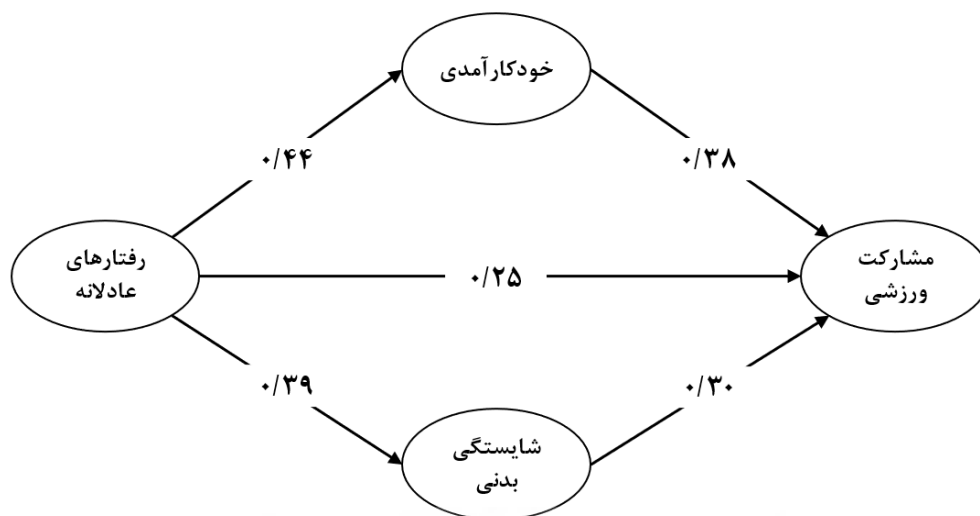 خودکارآمدی
۰/۴۴
۰/۳۸
رفتارهای
عادلانه
۰/۲۵
مشارکت
ورزشی
۰/۳۹
۰/۳۰
شایستگی
بدنی